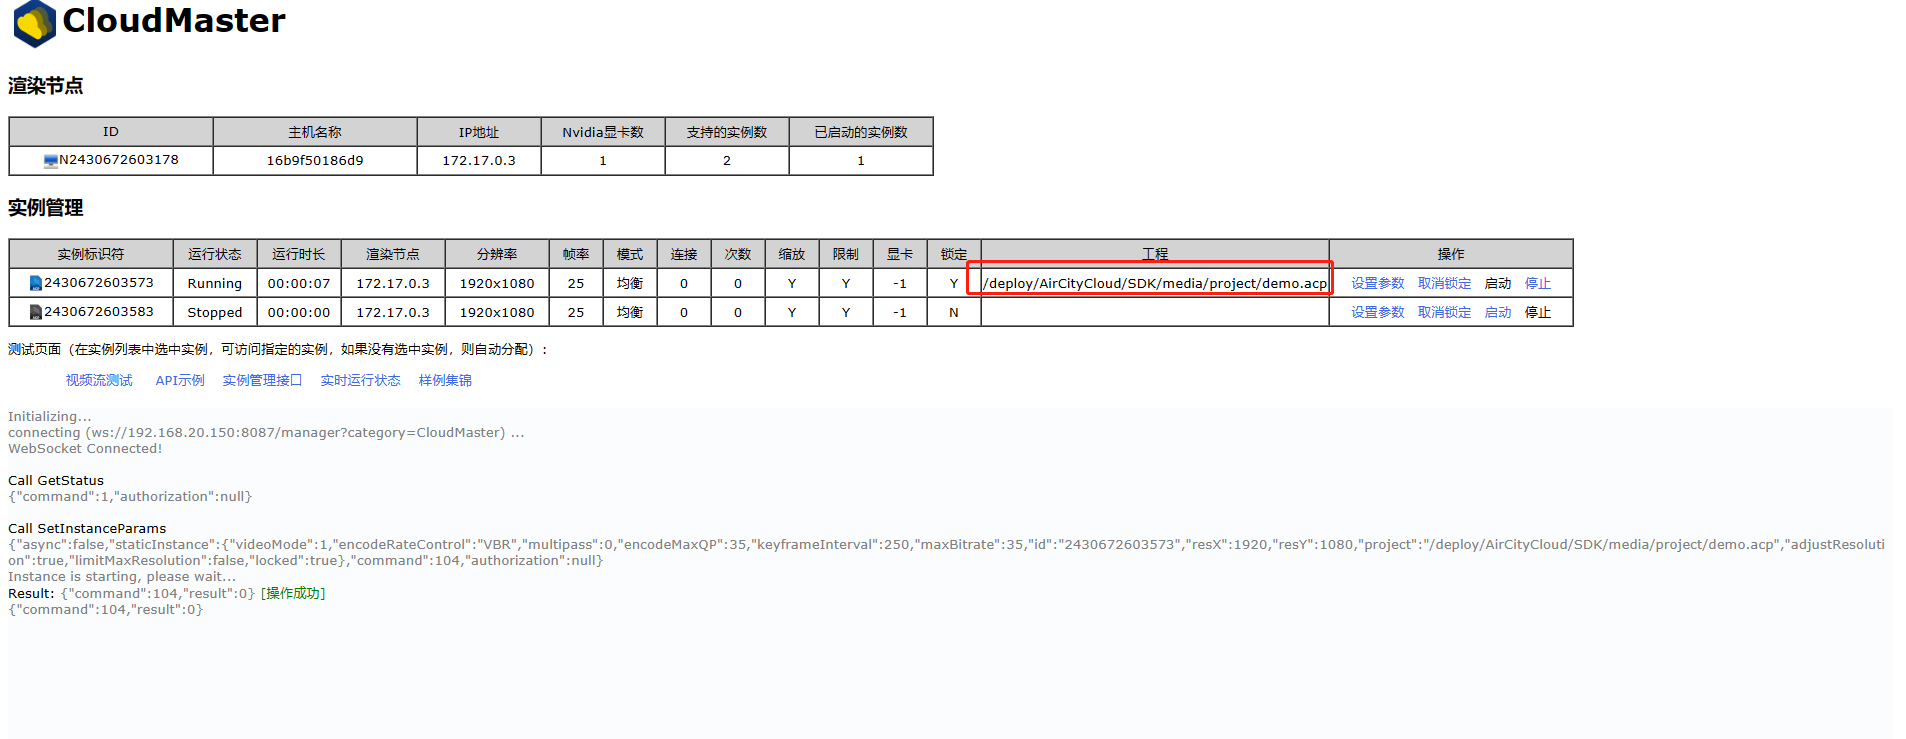 CloudMaster
渲染节点
ID 主机名称 IP地址 Nvidia显卡数 支持的实例数 已启动的实例数
N2430672603178 16b9f50186d9 172.17.0.3 1 2 1
实例管理
实例标识符 运行状态 运行时长 渲染节点 分辨率 帧率 模式 连接 次数 缩放 限制 显卡 锁定 工程 操作
2430672603573 Running 00:00:07 172.17.0.3 1920x1080 25 均衡 0 0 Y Y -1 Y /deploy/AirCityCloud/SDK/media/project/demo.acp 设置参数 取消锁定 启动 停止
2430672603583 Stopped 00:00:00 172.17.0.3 1920x1080 25 均衡 0 0 Y Y -1 N 设置参数 取消锁定 启动 停止
测试页面（在实例列表中选中实例，可访问指定的实例，如果没有选中实例，则自动分配）：
视频流测试 API示例 实例管理接口 实时运行状态 样例集锦
Initializing...
connecting (ws://192.168.20.150:8087/manager?category=CloudMaster) ...
WebSocket Connected!
Call GetStatus
{"command":1,"authorization":null}
Call SetInstanceParams
{"async":false,"staticInstance":{"videoMode":1,"encodeRateControl":"VBR","multipass":0,"encodeMaxQP":35,"keyframeInterval":250,"maxBitrate":35,"id":"2430672603573","resX":1920,"resY":1080,"project":"/deploy/AirCityCloud/SDK/media/project/demo.acp","adjustResoluti
on":true,"limitMaxResolution":false,"locked":true},"command":104,"authorization":null}
Instance is starting, please wait...
Result: {"command":104,"result":0} [操作成功]
{"command":104,"result":0}